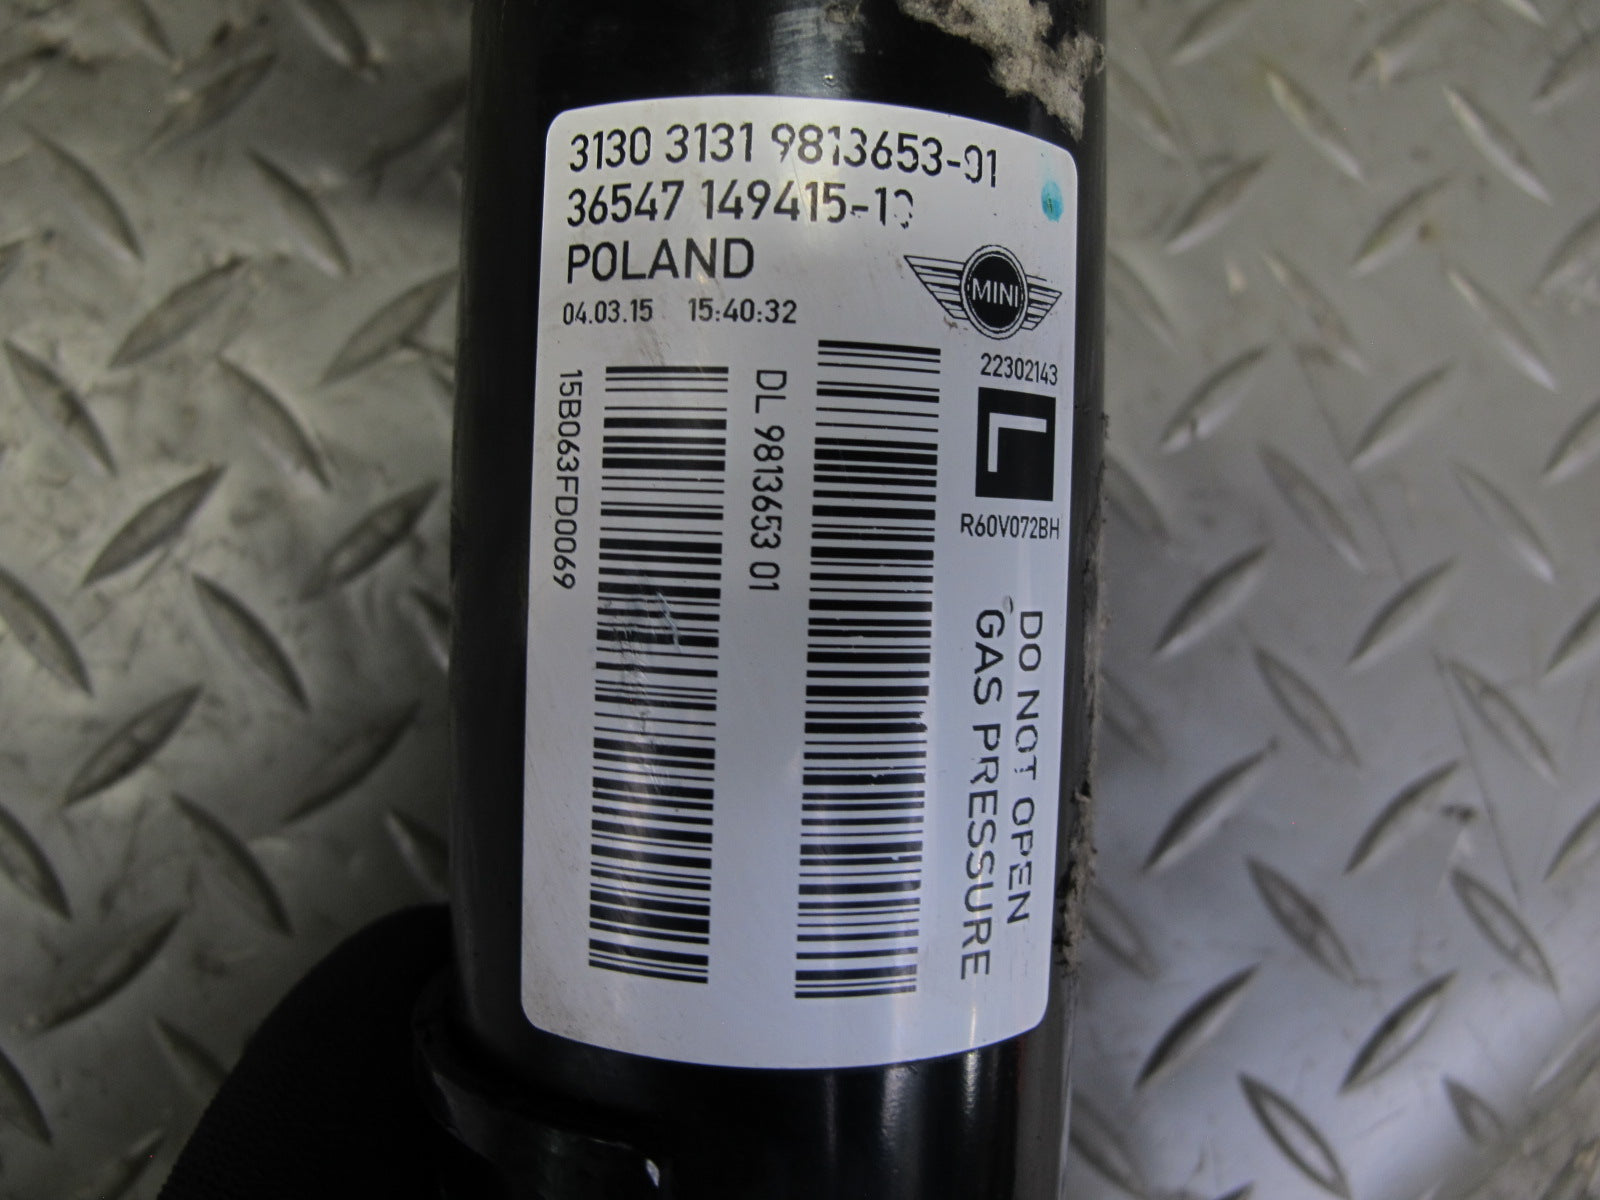 3130 3131 9813653-01
36547 149415-10
POLAND
04.03.15 15:40:32
MINI
22302143
L
R60V072BH
15B063FD0069
DL 9813653 01
DO NOT OPEN
GAS PRESSURE